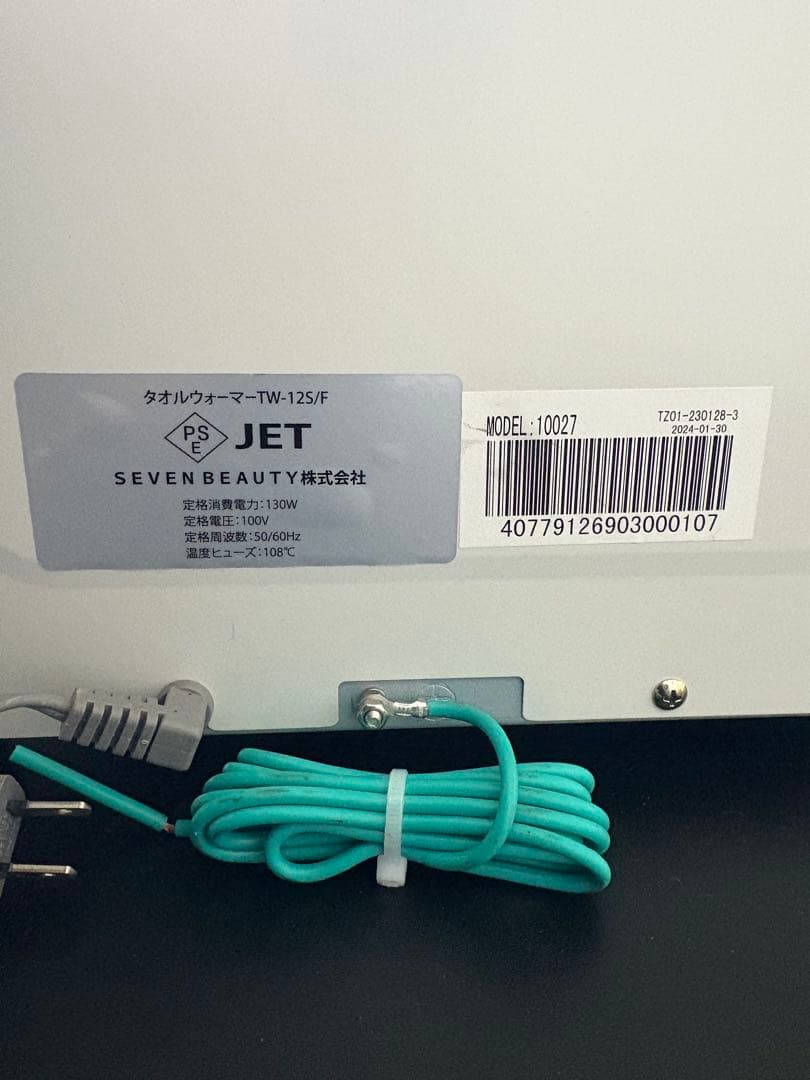 タオルウォーマーTW-12S/F
PS
E
JET
SEVEN BEAUTY株式会社
定格消費電力:130W
定格電圧:100V
定格周波数:50/60Hz
温度ヒューズ:108℃
MODEL:10027
TZ01-230128-3
2024-01-30
40779126903000107